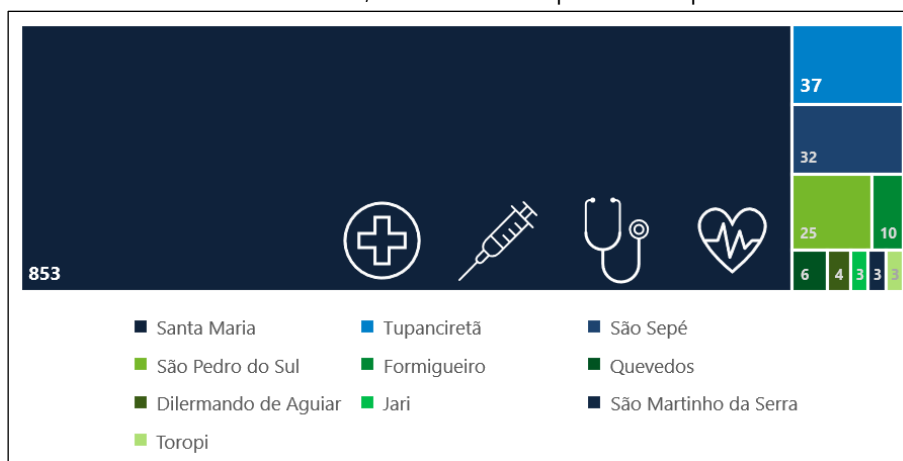 37
32
25 10
853
6 4 3 3 3
Santa Maria Tupanciretã São Sepé
São Pedro do Sul Formigueiro Quevedos
Dilermando de Aguiar Jari São Martinho da Serra
Toropi